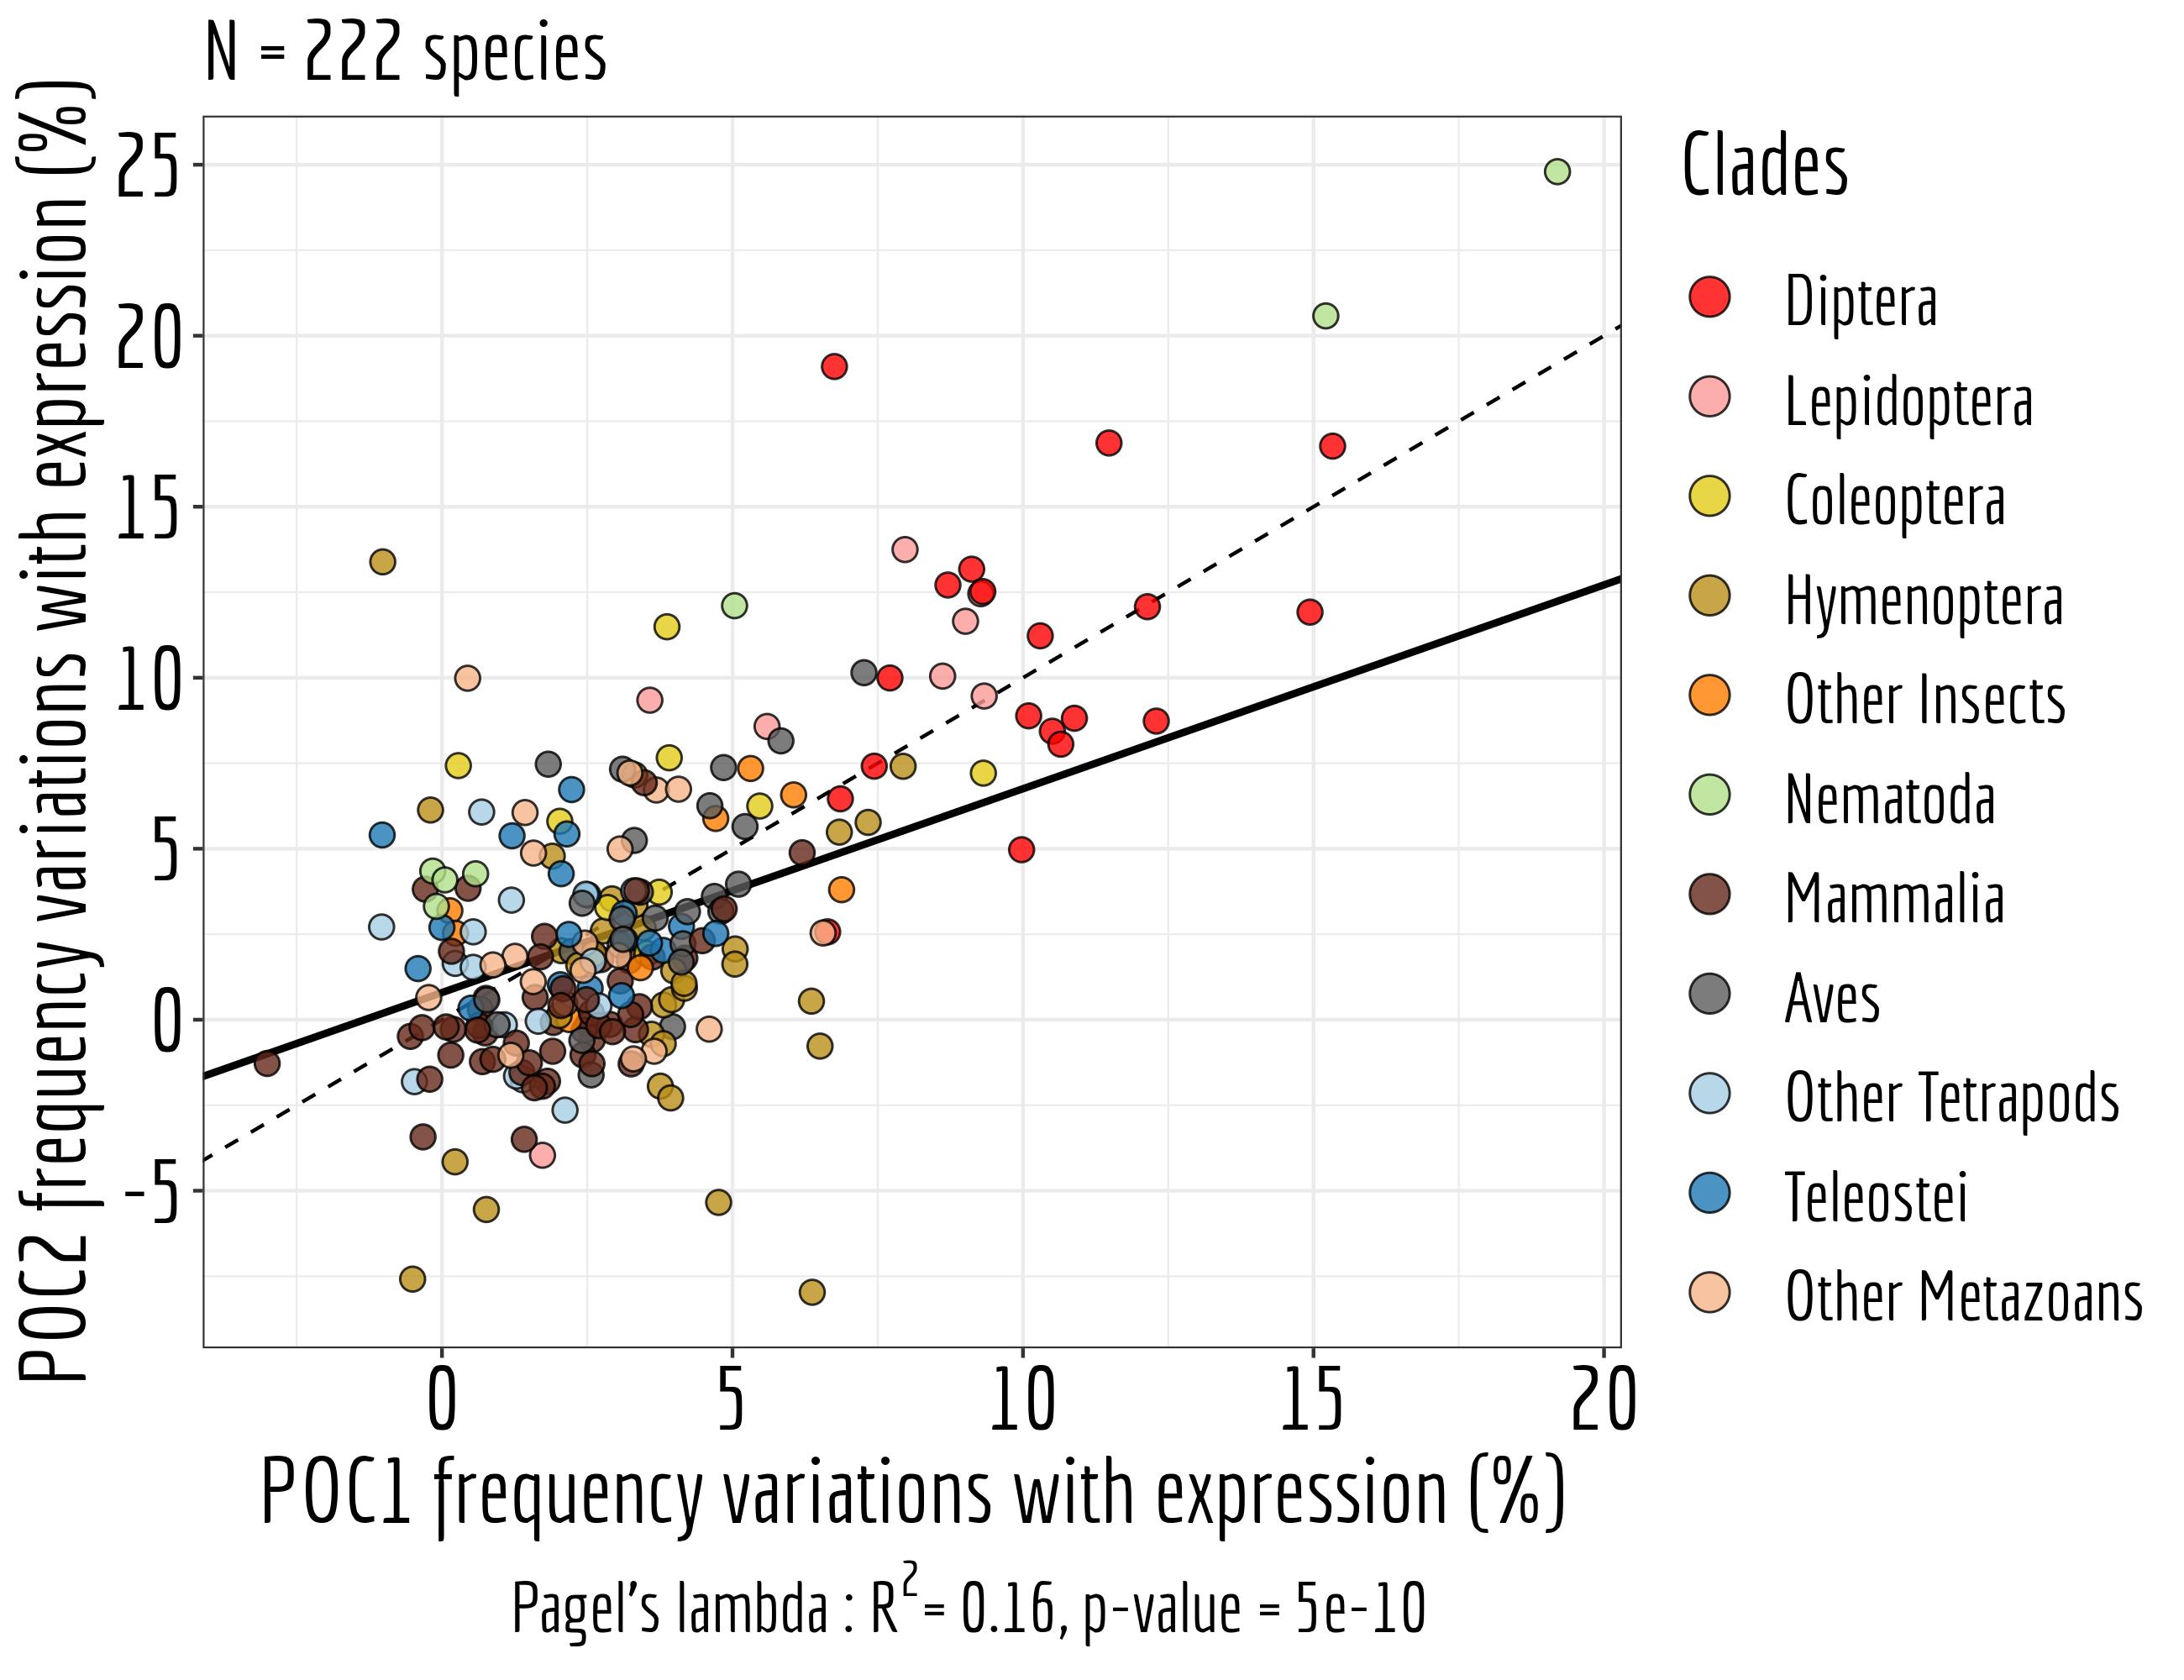 N = 222 species
POC2 frequency variations with expression (%)
25
20
15
10
5
0
-5
0 5 10 15 20
POC1 frequency variations with expression (%)
Pagel's lambda : R²= 0.16, p-value = 5e-10
Clades
Diptera
Lepidoptera
Coleoptera
Hymenoptera
Other Insects
Nematoda
Mammalia
Aves
Other Tetrapods
Teleostei
Other Metazoans